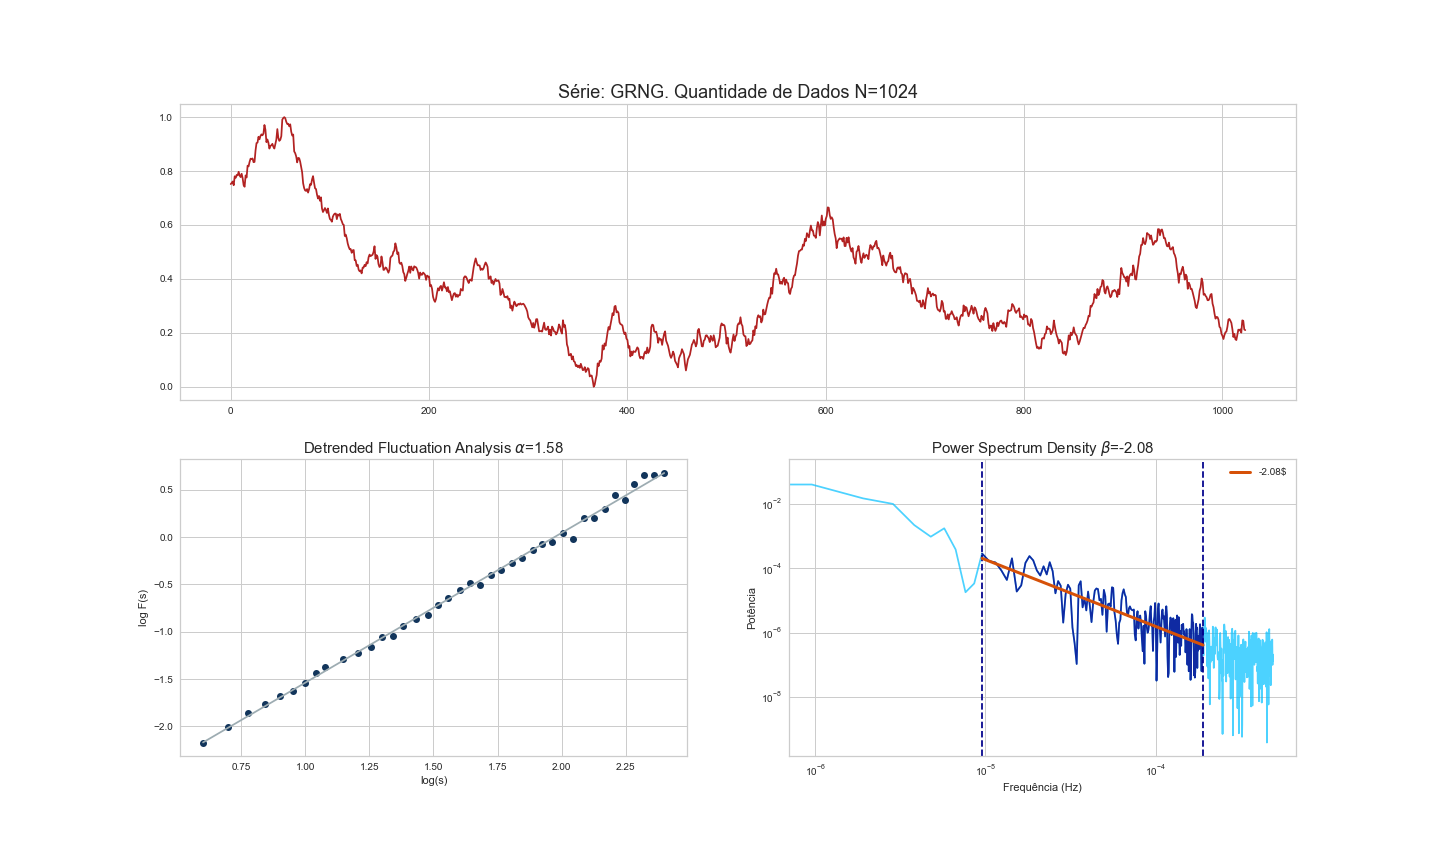 Série: GRNG. Quantidade de Dados N=1024
1.0
0.8
0.6
0.4
0.2
0.0
0 200 400 600 800 1000
Detrended Fluctuation Analysis α=1.58
0.5
0.0
−0.5
−1.0
−1.5
−2.0
log F(s)
0.75 1.00 1.25 1.50 1.75 2.00 2.25
log(s)
Power Spectrum Density β=-2.08
-2.08$
10⁻²
10⁻⁴
10⁻⁶
10⁻⁸
Potência
10⁻⁶ 10⁻⁵ 10⁻⁴
Frequência (Hz)